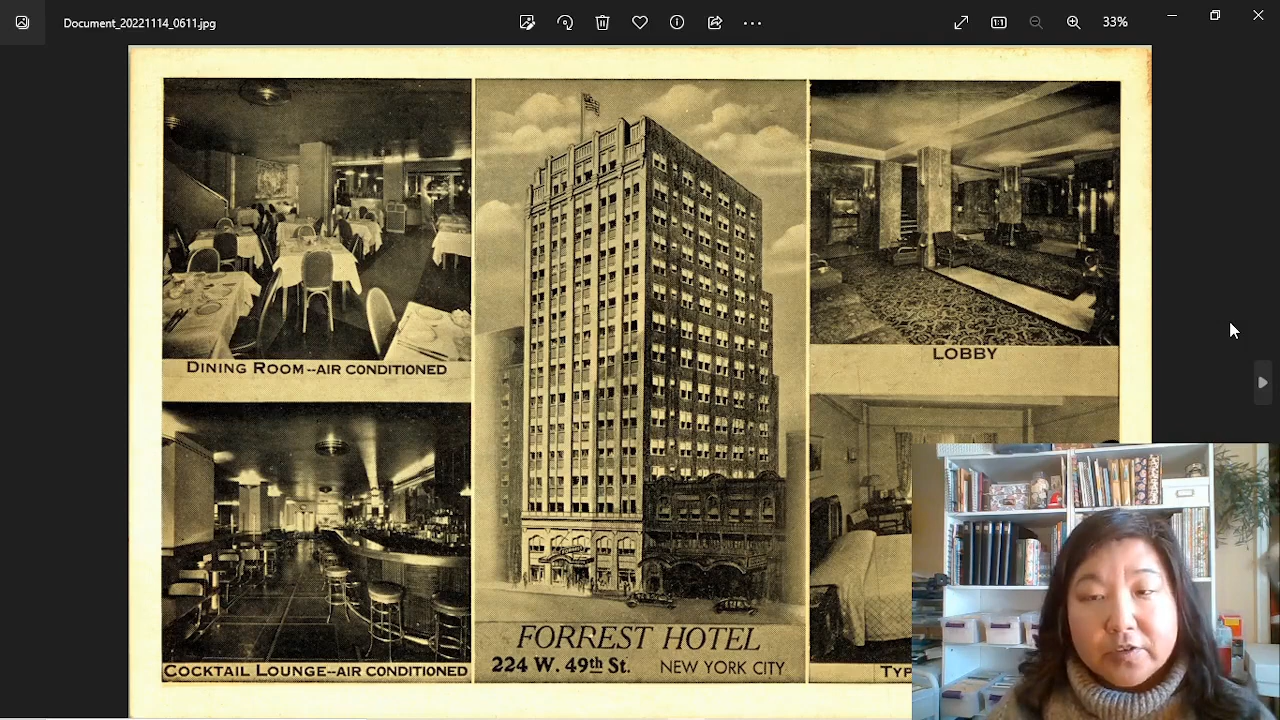 Document_20221114_0611.jpg
33%
DINING ROOM--AIR CONDITIONED
LOBBY
COCKTAIL LOUNGE--AIR CONDITIONED
FORREST HOTEL
224 W. 49th St. NEW YORK CITY
TYP